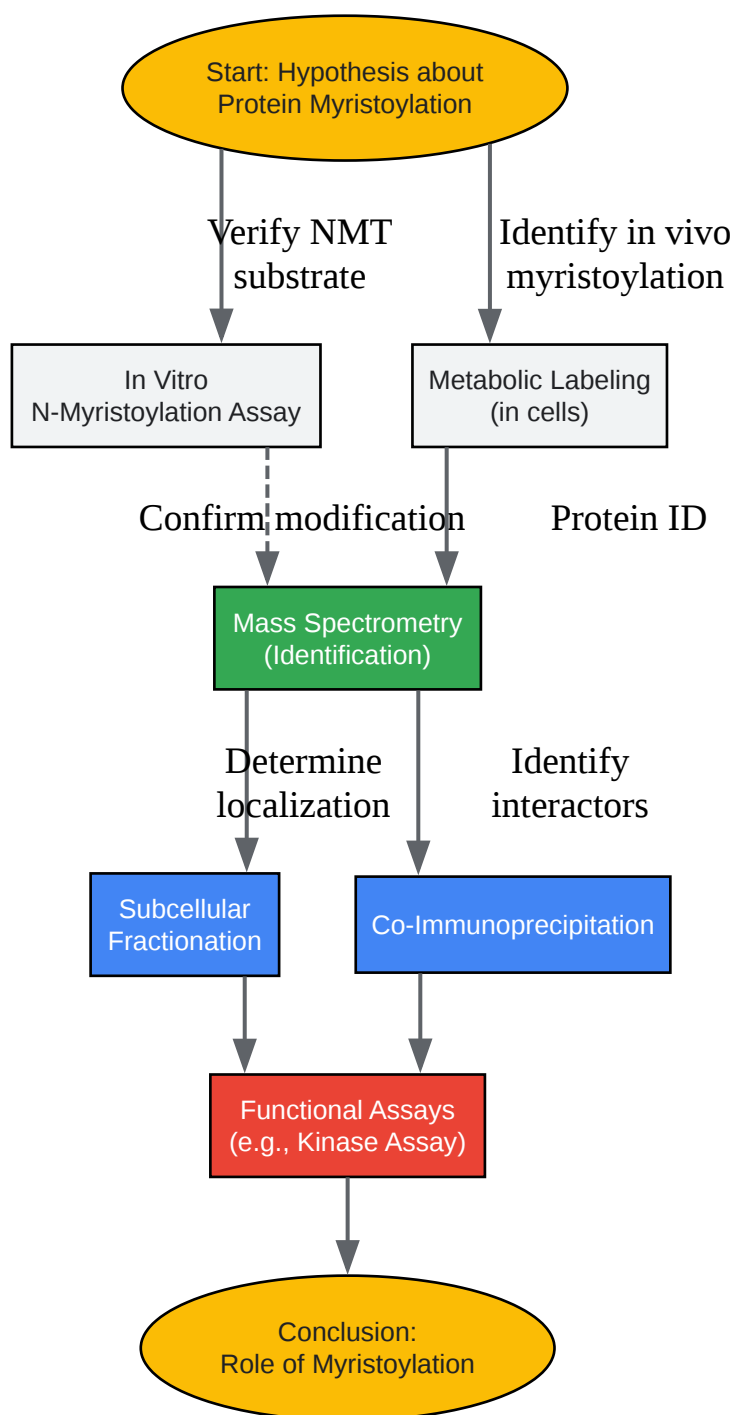 Start: Hypothesis about
Protein Myristoylation
Verify NMT
substrate
Identify in vivo
myristoylation
In Vitro
N-Myristoylation Assay
Metabolic Labeling
(in cells)
Confirm modification
Protein ID
Mass Spectrometry
(Identification)
Determine
localization
Identify
interactors
Subcellular
Fractionation
Co-Immunoprecipitation
Functional Assays
(e.g., Kinase Assay)
Conclusion:
Role of Myristoylation